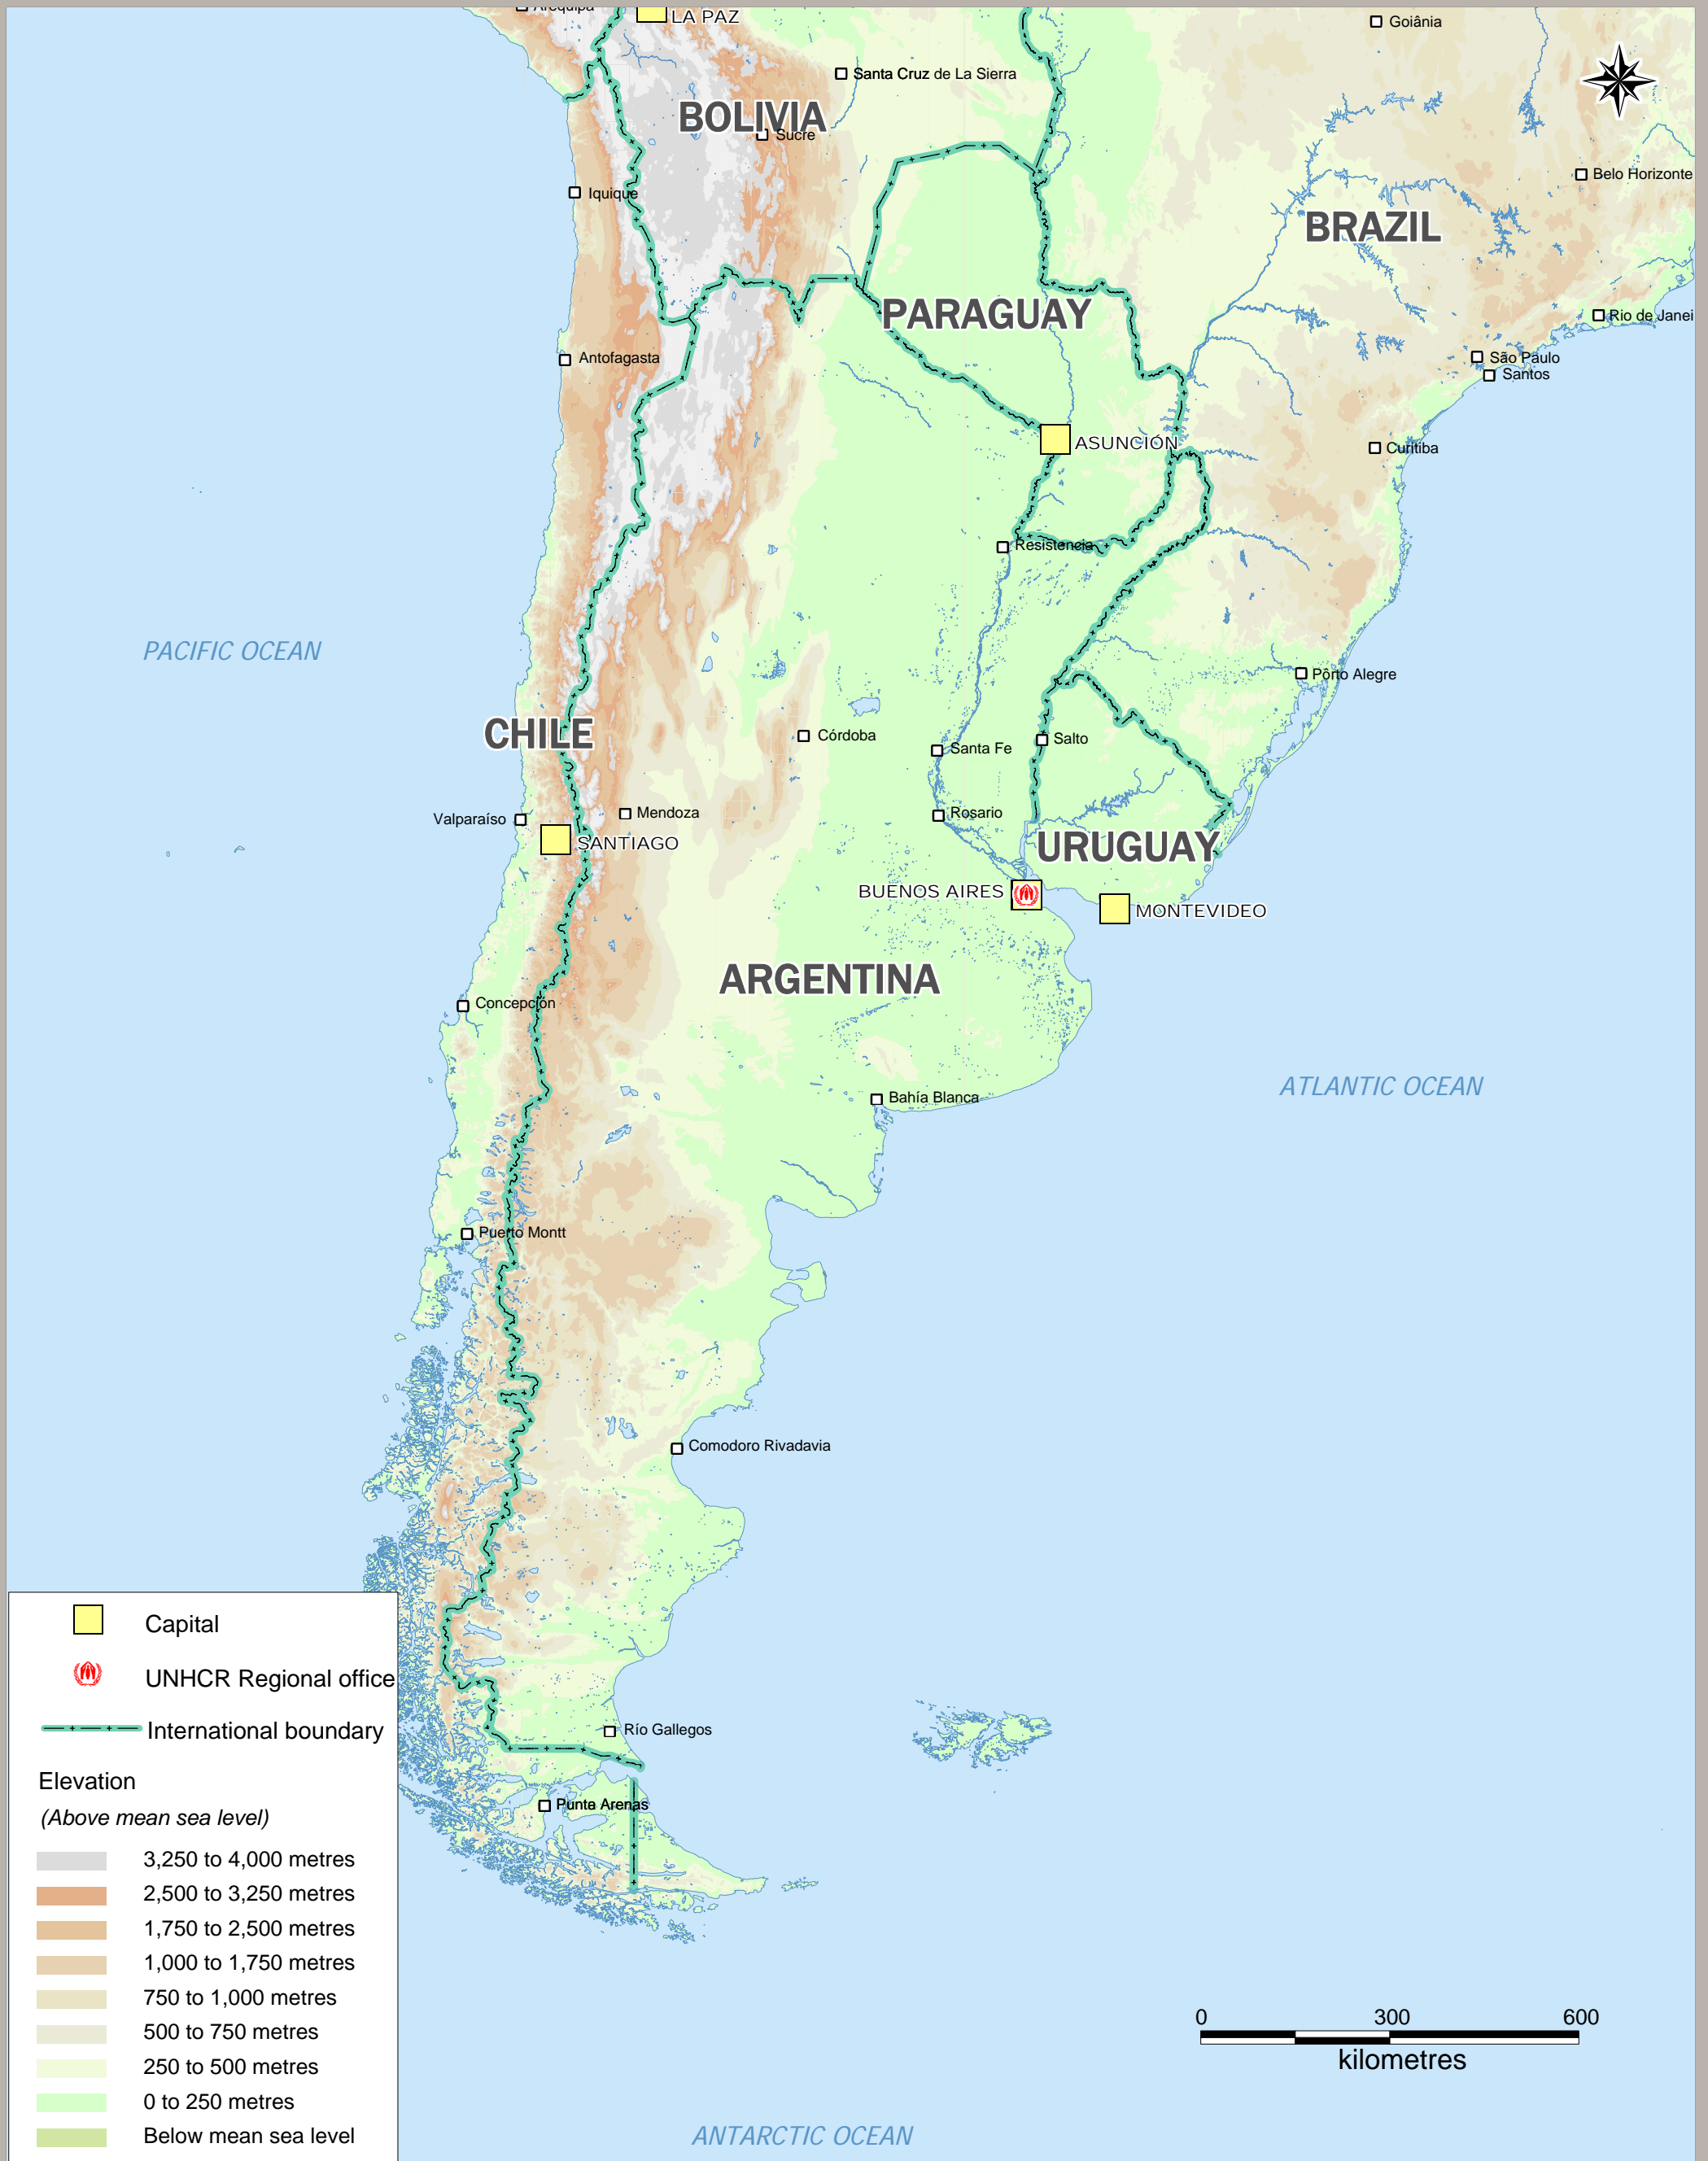 Arequipa
LA PAZ
Goiânia
Santa Cruz de La Sierra
BOLIVIA
Sucre
Belo Horizonte
Iquique
BRAZIL
PARAGUAY
Rio de Janei
Antofagasta
São Paulo
Santos
ASUNCIÓN
Curitiba
Resistencia
PACIFIC OCEAN
Pôrto Alegre
CHILE
Córdoba
Santa Fe
Salto
Valparaíso
Mendoza
Rosario
SANTIAGO
URUGUAY
BUENOS AIRES
MONTEVIDEO
ARGENTINA
Concepción
ATLANTIC OCEAN
Bahía Blanca
Puerto Montt
Comodoro Rivadavia
Río Gallegos
Punta Arenas
Capital
UNHCR Regional office
International boundary
Elevation
(Above mean sea level)
3,250 to 4,000 metres
2,500 to 3,250 metres
1,750 to 2,500 metres
1,000 to 1,750 metres
750 to 1,000 metres
500 to 750 metres
250 to 500 metres
0 to 250 metres
Below mean sea level
0 300 600
kilometres
ANTARCTIC OCEAN